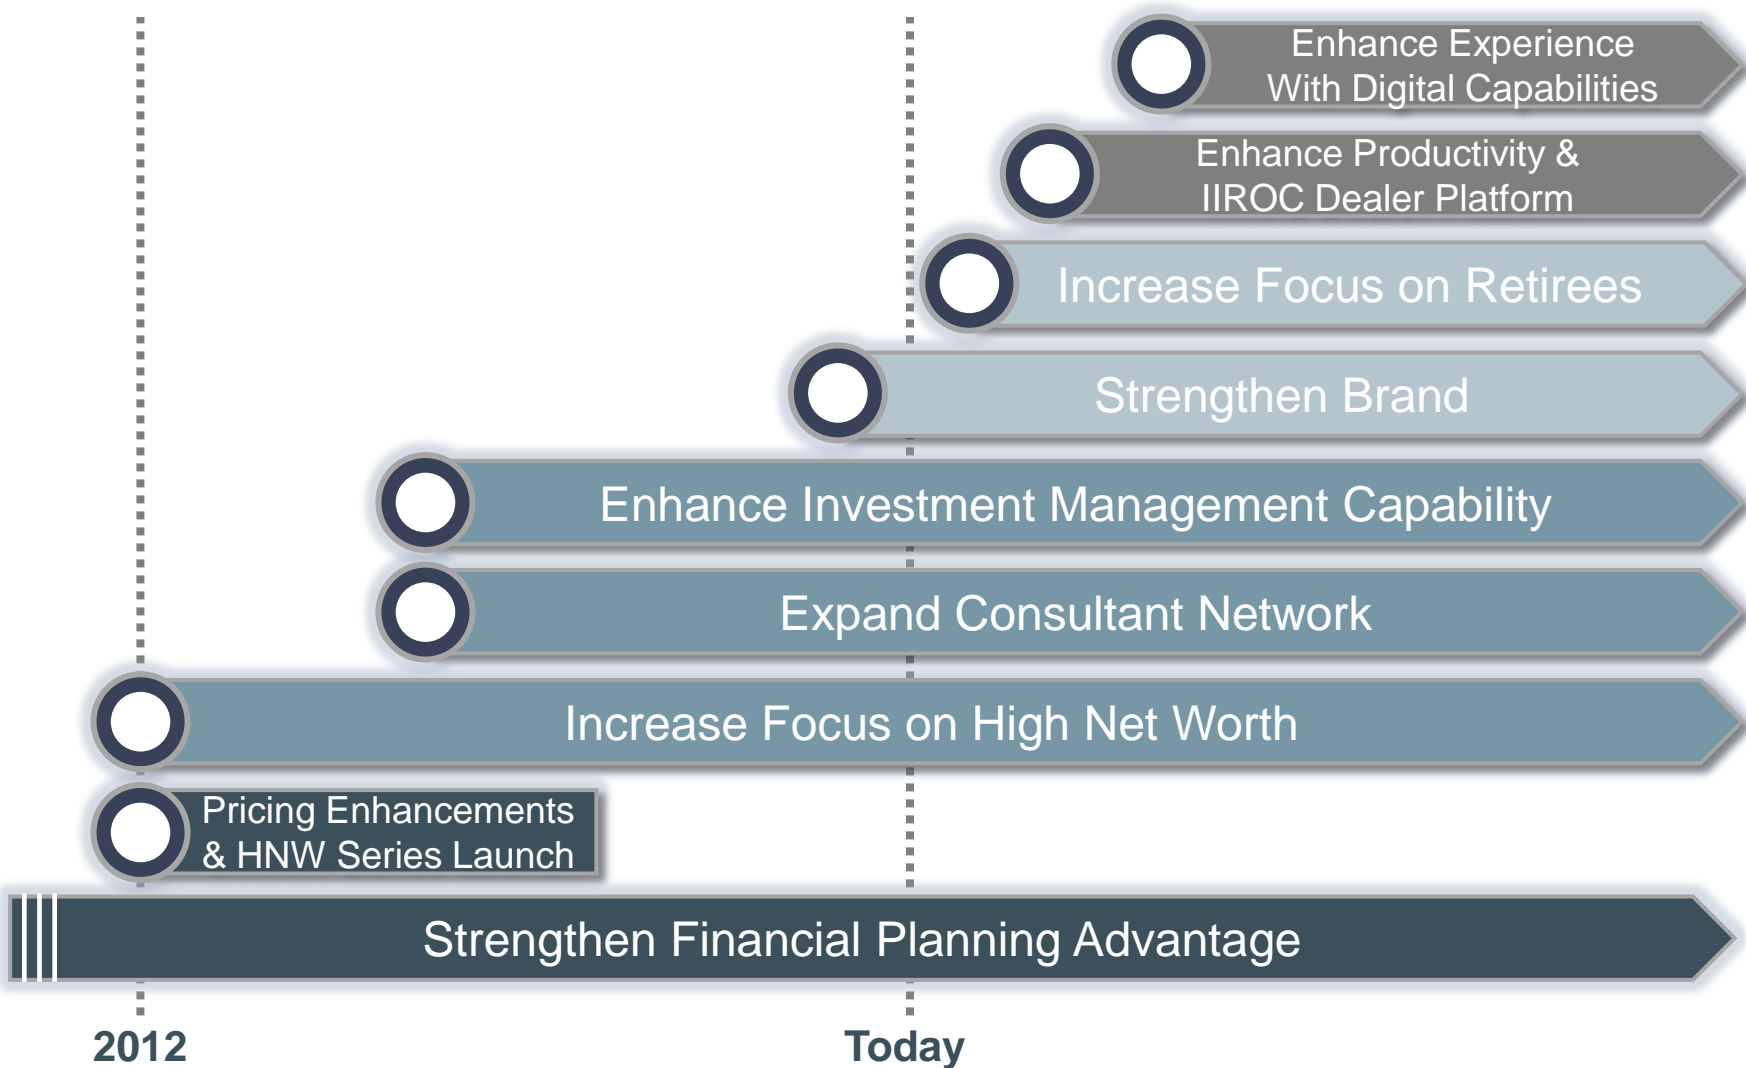 Enhance Experience
With Digital Capabilities
Enhance Productivity &
IIROC Dealer Platform
Increase Focus on Retirees
Strengthen Brand
Enhance Investment Management Capability
Expand Consultant Network
Increase Focus on High Net Worth
Pricing Enhancements
& HNW Series Launch
Strengthen Financial Planning Advantage
2012
Today